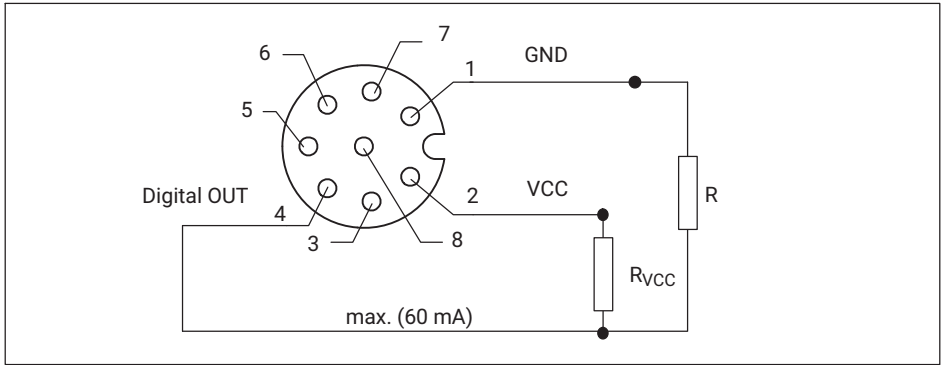 7
6
1
GND
5
Digital OUT
4
2
VCC
R
3
8
RVCC
max. (60 mA)